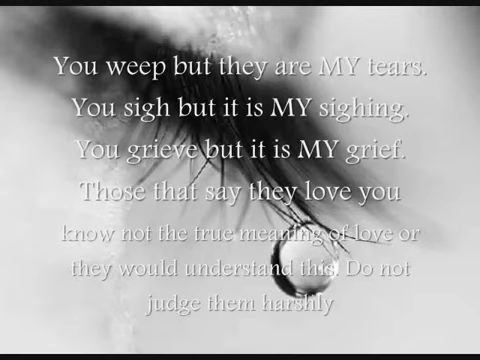 You weep but they are MY tears.
You sigh but it is MY sighing.
You grieve but it is MY grief.
Those that say they love you
know not the true meaning of love or
they would understand this. Do not
judge them harshly